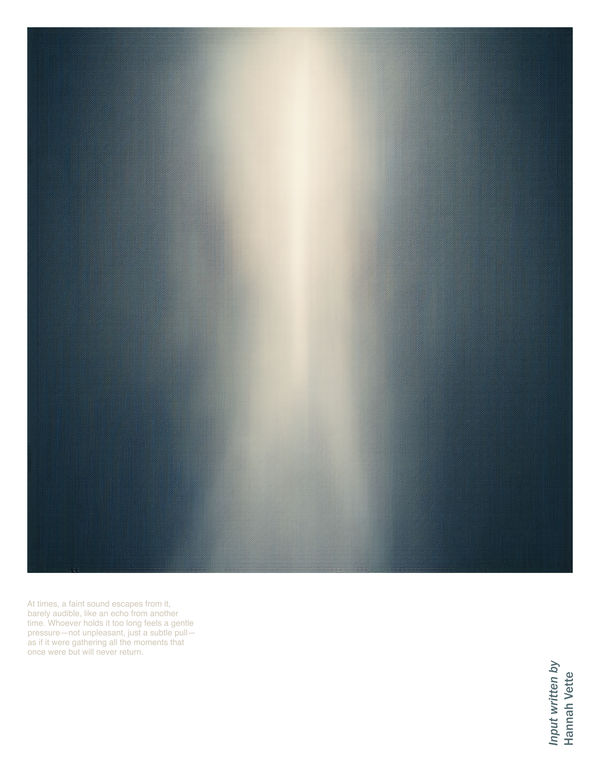 At times, a faint sound escapes from it,
barely audible, like an echo from another
time. Whoever holds it too long feels a gentle
pressure—not unpleasant, just a subtle pull—
as if it were gathering all the moments that
once were but will never return.
Input written by
Hannah Vette